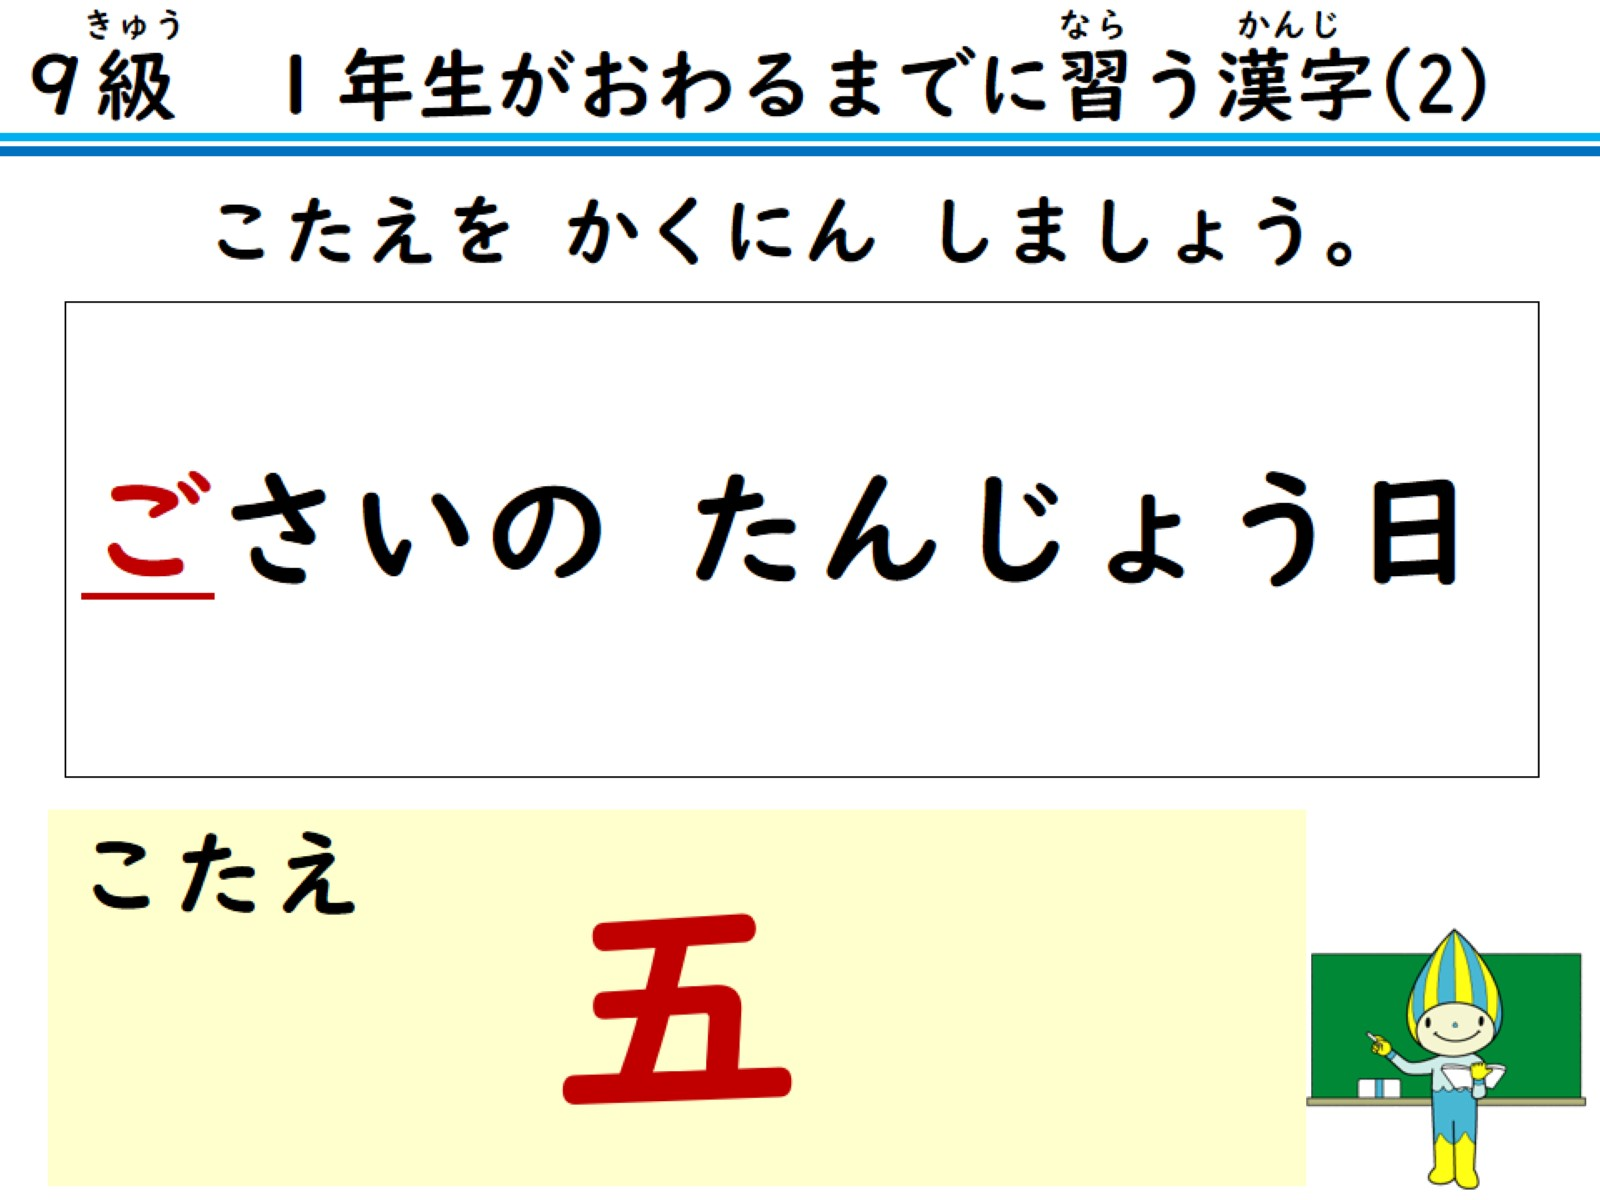 きゅう なら かんじ
9級 1年生がおわるまでに習う漢字(2)
こたえを かくにん しましょう。
ごさいの たんじょう日
こたえ
五